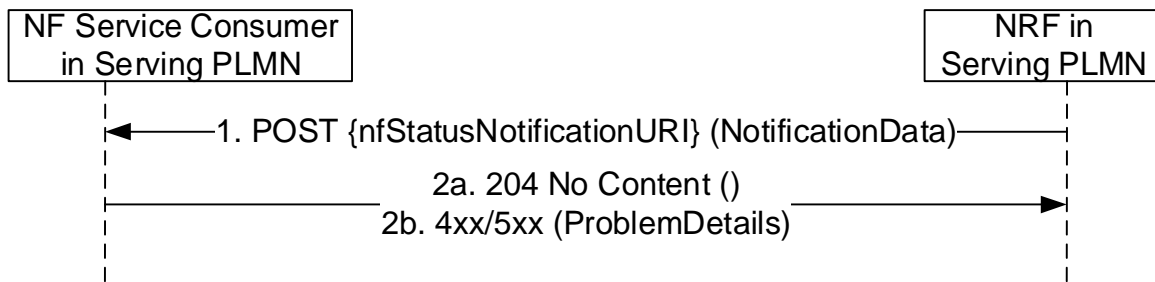 NF Service Consumer
in Serving PLMN
NRF in
Serving PLMN
1. POST {nfStatusNotificationURI} (NotificationData)
2a. 204 No Content ()
2b. 4xx/5xx (ProblemDetails)